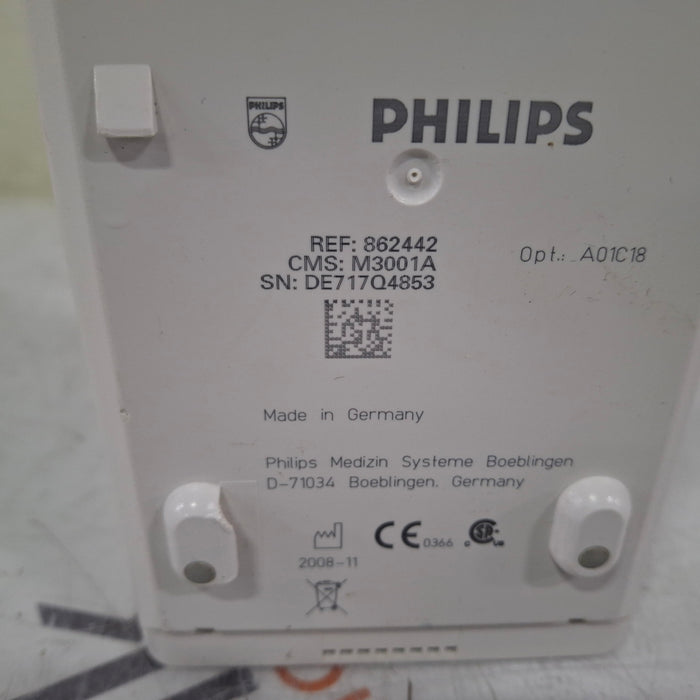 PHILIPS
PHILIPS
REF: 862442
CMS: M3001A
SN: DE717Q4853
Opt.: A01C18
Made in Germany
Philips Medizin Systeme Boeblingen
D-71034 Boeblingen. Germany
CE 0366
2008-11